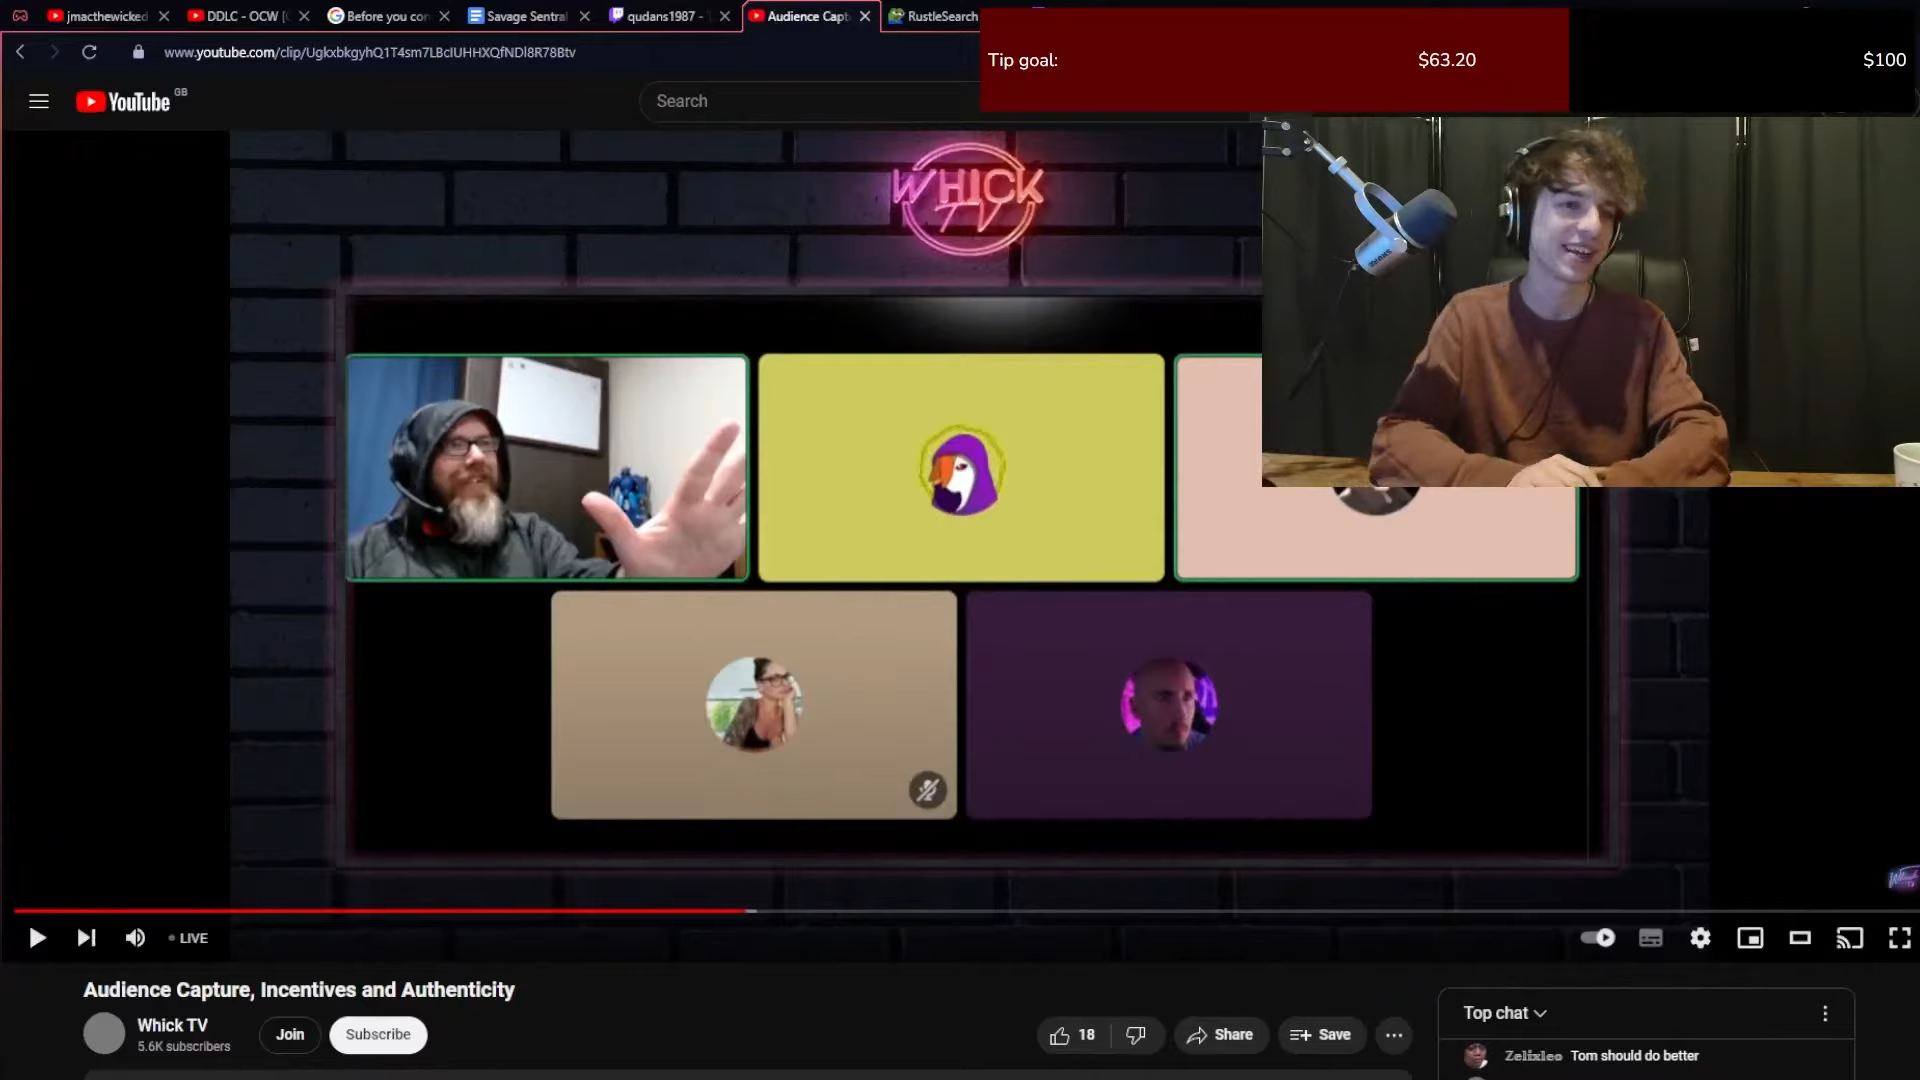 jmacthewicked
DDLC - OCW [
Before you con
Savage Sentral
qudans1987 -
Audience Capt
RustleSearch
www.youtube.com/clip/UgkxbkgyhQ1T4sm7LBcIUHHXQfNDl8R78Btv
Tip goal:
$63.20
$100
YouTube GB
Search
WHICK
TV
LIVE
Audience Capture, Incentives and Authenticity
Whick TV
5.6K subscribers
Join
Subscribe
18
Share
Save
Top chat
Zelixleo Tom should do better